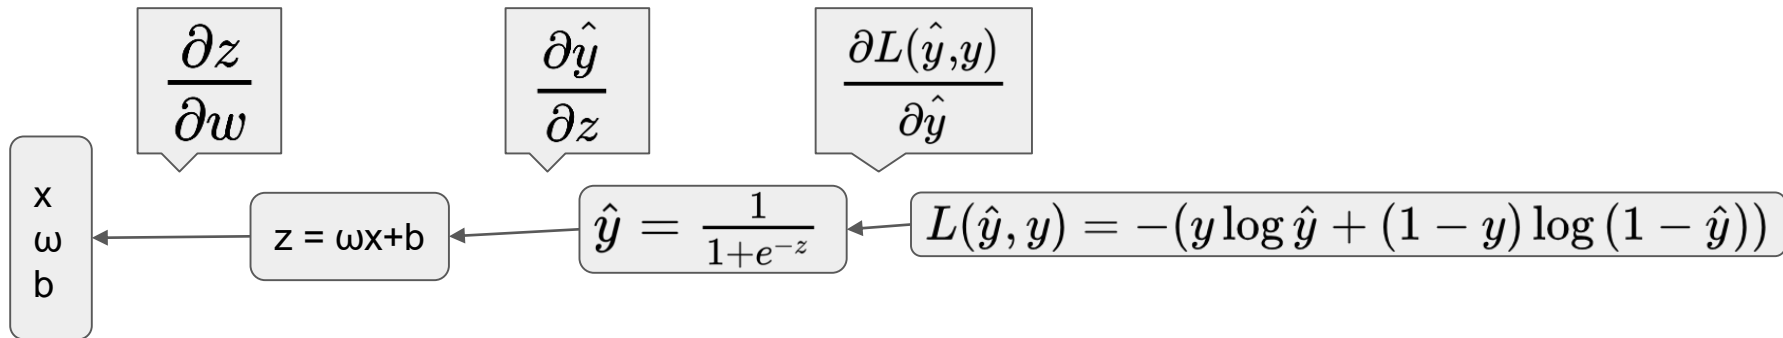 ∂z
∂w
∂ŷ
∂z
∂L(ŷ,y)
∂ŷ
x
ω
b
z = ωx+b
ŷ = 1/(1+e^{-z})
L(ŷ, y) = −(y log ŷ + (1 − y) log (1 − ŷ))